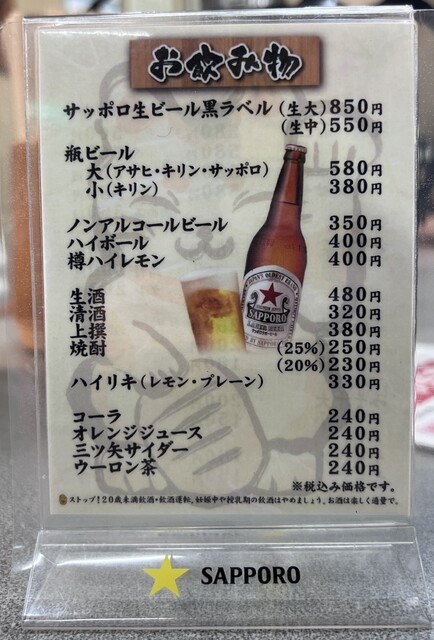 お飲み物
サッポロ生ビール黒ラベル (生大) 850円
(生中) 550円
瓶ビール
大(アサヒ・キリン・サッポロ) 580円
小(キリン) 380円
ノンアルコールビール 350円
ハイボール 400円
樽ハイレモン 400円
生酒 480円
清酒 320円
上撰 380円
焼酎 (25%) 250円
(20%) 230円
ハイリキ(レモン・プレーン) 330円
コーラ 240円
オレンジジュース 240円
三ツ矢サイダー 240円
ウーロン茶 240円
※税込み価格です。
ストップ!20歳未満飲酒・飲酒運転。妊娠中や授乳期の飲酒はやめましょう。お酒は楽しく適量で。
JAPAN'S OLDEST BRAND
SAPPORO
LAGER BEER
SAPPORO